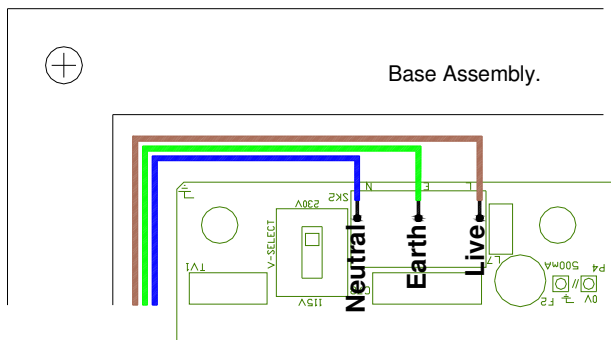 Base Assembly.
N E L
SK2
230V
V-SELECT
TV1
115V
Neutral
Earth
Live
L7
500mA
P4
F2
//
0V